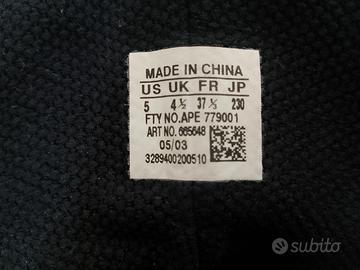 MADE IN CHINA
US UK FR JP
5 4½ 37⅓ 230
FTY NO.APE 779001
ART NO. 665648
05/03
3289400200510
subito